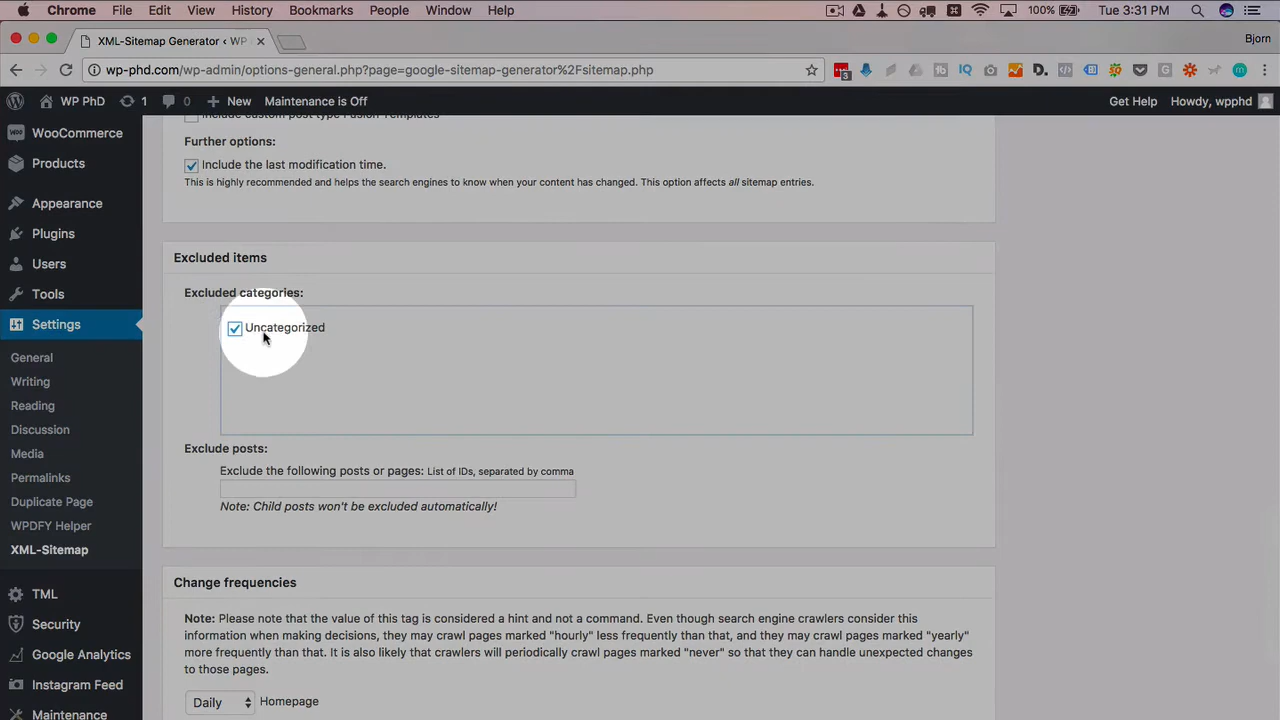 Chrome File Edit View History Bookmarks People Window Help 100% Tue 3:31 PM
XML-Sitemap Generator ‹ WP
Bjorn
wp-phd.com/wp-admin/options-general.php?page=google-sitemap-generator%2Fsitemap.php
WP PhD 1 0 New Maintenance is Off Get Help Howdy, wpphd
WooCommerce
Products
Appearance
Plugins
Users
Tools
Settings
General
Writing
Reading
Discussion
Media
Permalinks
Duplicate Page
WPDFY Helper
XML-Sitemap
TML
Security
Google Analytics
Instagram Feed
Maintenance
Include custom post type Fusion Templates
Further options:
Include the last modification time.
This is highly recommended and helps the search engines to know when your content has changed. This option affects all sitemap entries.
Excluded items
Excluded categories:
Uncategorized
Exclude posts:
Exclude the following posts or pages: List of IDs, separated by comma
Note: Child posts won't be excluded automatically!
Change frequencies
Note: Please note that the value of this tag is considered a hint and not a command. Even though search engine crawlers consider this
information when making decisions, they may crawl pages marked "hourly" less frequently than that, and they may crawl pages marked "yearly"
more frequently than that. It is also likely that crawlers will periodically crawl pages marked "never" so that they can handle unexpected changes
to those pages.
Daily Homepage